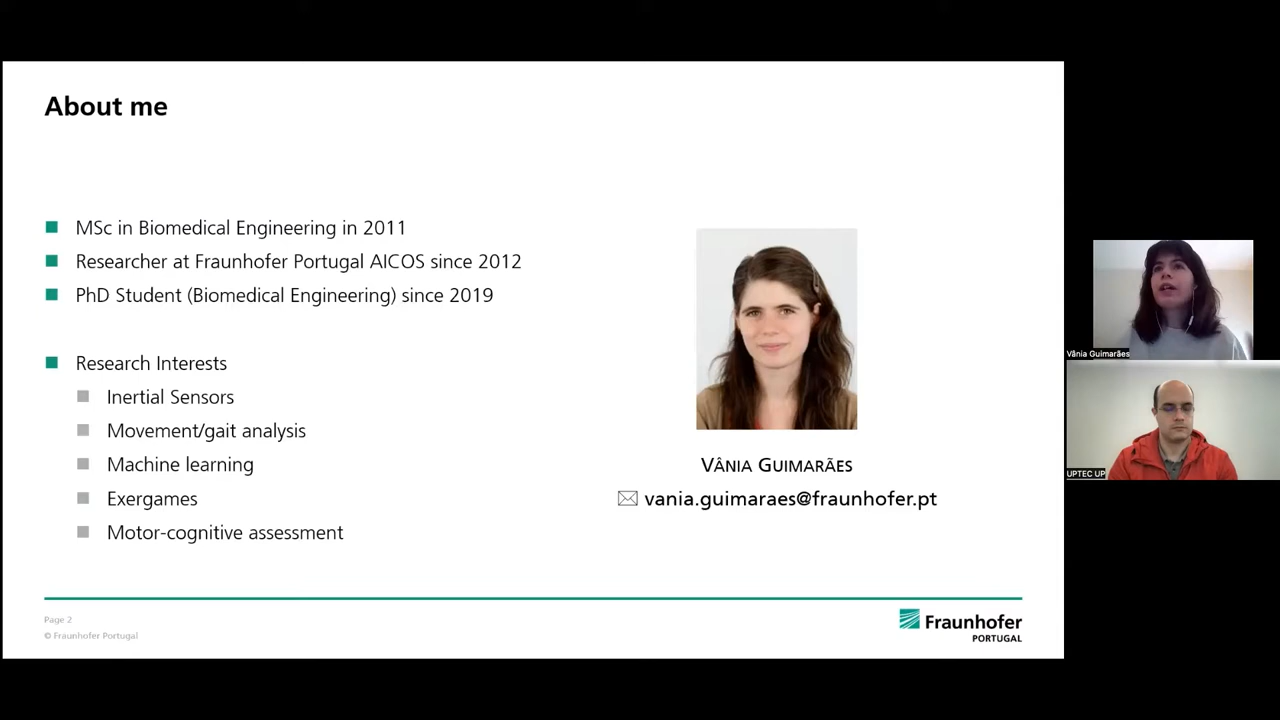 About me
MSc in Biomedical Engineering in 2011
Researcher at Fraunhofer Portugal AICOS since 2012
PhD Student (Biomedical Engineering) since 2019
Research Interests
Inertial Sensors
Movement/gait analysis
Machine learning
Exergames
Motor-cognitive assessment
VÂNIA GUIMARÃES
vania.guimaraes@fraunhofer.pt
Page 2
© Fraunhofer Portugal
Fraunhofer
PORTUGAL
Vânia Guimarães
UPTEC UP